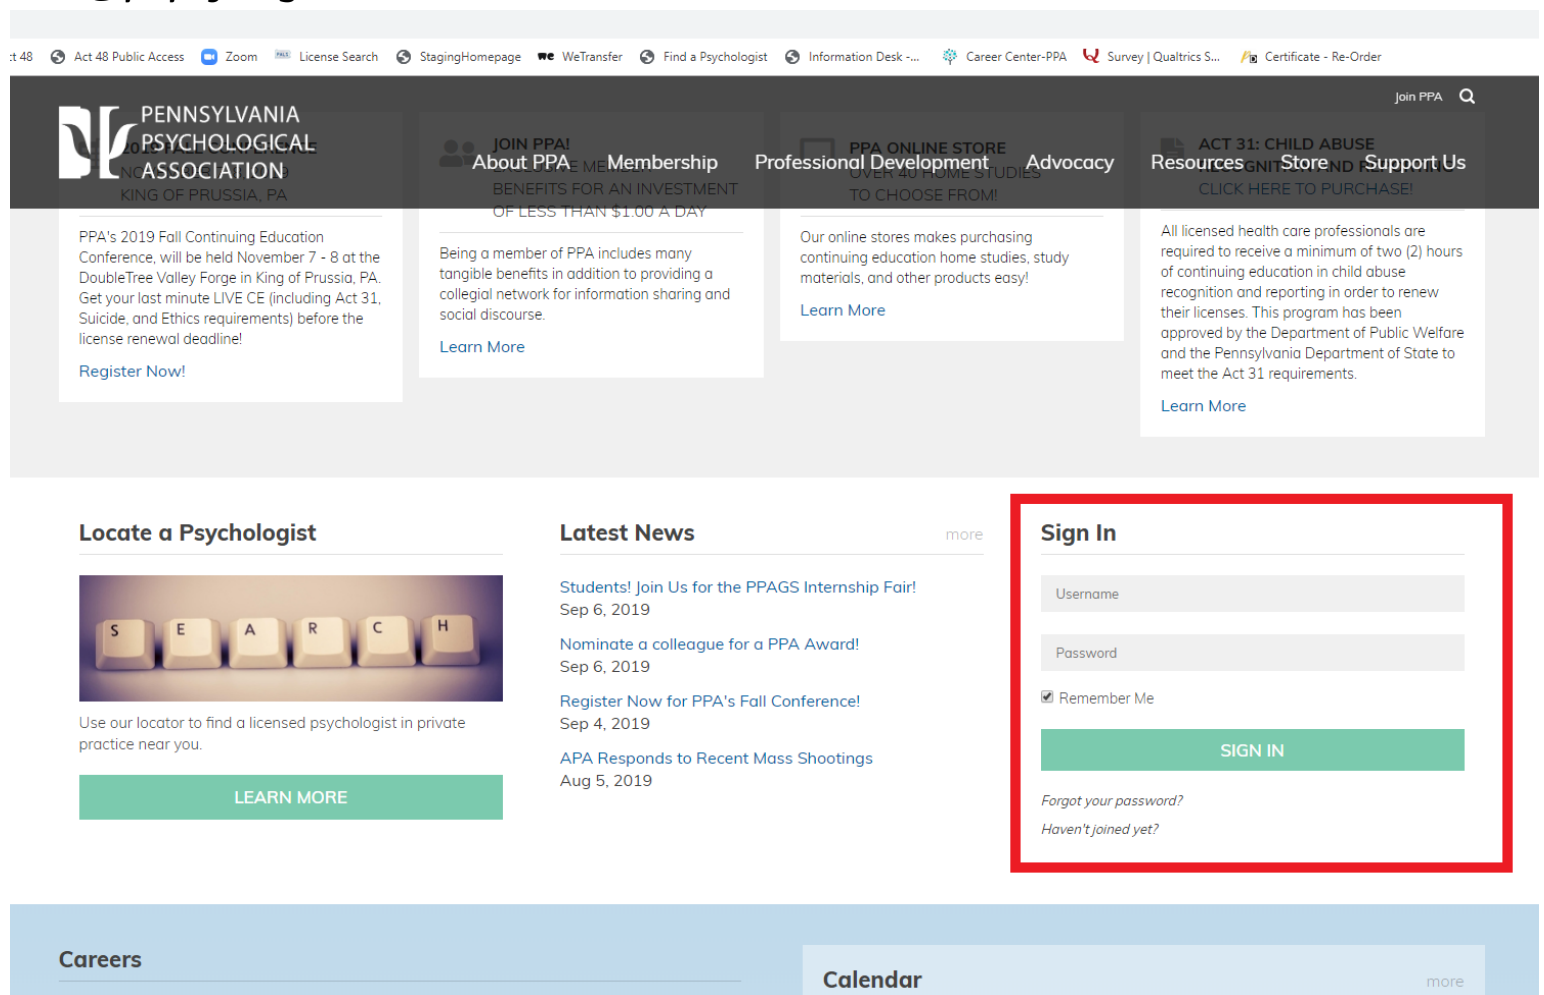 :t 48 Act 48 Public Access Zoom PALS License Search StagingHomepage we WeTransfer Find a Psychologist Information Desk -... Career Center-PPA Survey | Qualtrics S... Certificate - Re-Order
Join PPA
PENNSYLVANIA
PSYCHOLOGICAL
ASSOCIATION
About PPA Membership Professional Development Advocacy Resources Store Support Us
2019 FALL CONFERENCE
KING OF PRUSSIA, PA
PPA's 2019 Fall Continuing Education
Conference, will be held November 7 - 8 at the
DoubleTree Valley Forge in King of Prussia, PA.
Get your last minute LIVE CE (including Act 31,
Suicide, and Ethics requirements) before the
license renewal deadline!
Register Now!
JOIN PPA!
EXCLUSIVE MEMBER
BENEFITS FOR AN INVESTMENT
OF LESS THAN $1.00 A DAY
Being a member of PPA includes many
tangible benefits in addition to providing a
collegial network for information sharing and
social discourse.
Learn More
PPA ONLINE STORE
OVER 40 HOME STUDIES
TO CHOOSE FROM!
Our online stores makes purchasing
continuing education home studies, study
materials, and other products easy!
Learn More
ACT 31: CHILD ABUSE
RECOGNITION AND REPORTING
CLICK HERE TO PURCHASE!
All licensed health care professionals are
required to receive a minimum of two (2) hours
of continuing education in child abuse
recognition and reporting in order to renew
their licenses. This program has been
approved by the Department of Public Welfare
and the Pennsylvania Department of State to
meet the Act 31 requirements.
Learn More
Locate a Psychologist
S E A R C H
Use our locator to find a licensed psychologist in private
practice near you.
LEARN MORE
Latest News more
Students! Join Us for the PPAGS Internship Fair!
Sep 6, 2019
Nominate a colleague for a PPA Award!
Sep 6, 2019
Register Now for PPA's Fall Conference!
Sep 4, 2019
APA Responds to Recent Mass Shootings
Aug 5, 2019
Sign In
Username
Password
Remember Me
SIGN IN
Forgot your password?
Haven't joined yet?
Careers
Calendar more